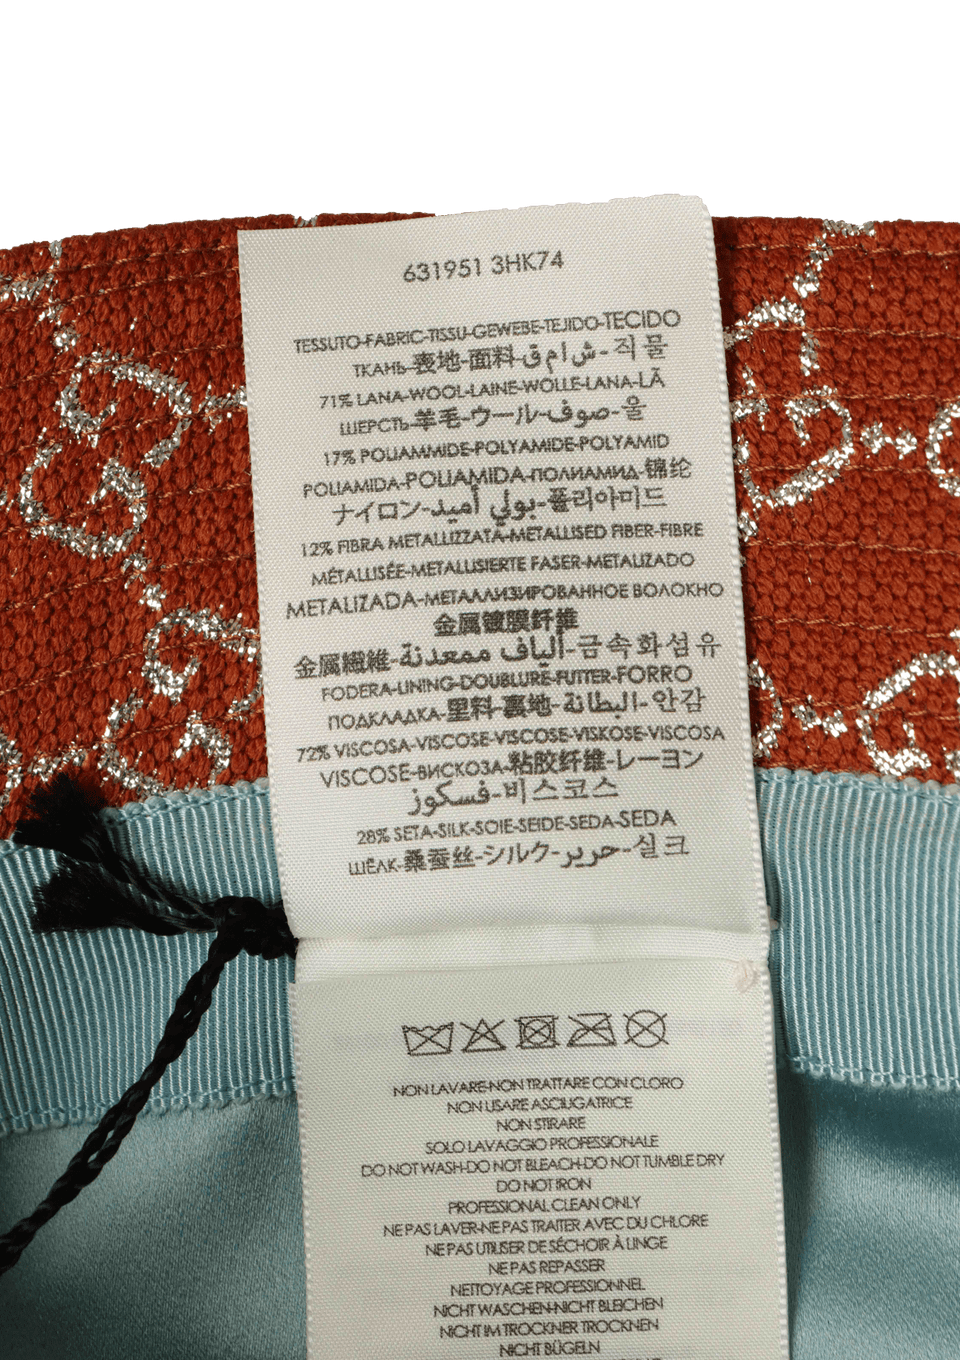 631951 3HK74
TESSUTO-FABRIC-TISSU-GEWEBE-TEJIDO-TECIDO
ТКАНЬ-表地-面料-ق م ا ش-직물
71% LANA-WOOL-LAINE-WOLLE-LANA-LÃ
ШЕРСТЬ-羊毛-ウール-صوف-울
17% POLIAMMIDE-POLYAMIDE-POLYAMID
POLIAMIDA-POLIAMIDA-ПОЛИАМИД-锦纶
ナイロン-بولي أميد-폴리아미드
12% FIBRA METALLIZZATA-METALLISED FIBER-FIBRE
MÉTALLISÉE-METALLISIERTE FASER-METALIZADO
METALIZADA-МЕТАЛЛИЗИРОВАННОЕ ВОЛОКНО
金属镀膜纤维
金属繊維-ألياف ممعدنة-금속화섬유
FODERA-LINING-DOUBLURE-FUTTER-FORRO
ПОДКЛАДКА-里料-裏地-البطانة-안감
72% VISCOSA-VISCOSE-VISCOSE-VISKOSE-VISCOSA
VISCOSE-ВИСКОЗА-粘胶纤维-レーヨン
فسكوز-비스코스
28% SETA-SILK-SOIE-SEIDE-SEDA-SEDA
ШЁЛК-桑蚕丝-シルク-حرير-실크
NON LAVARE-NON TRATTARE CON CLORO
NON USARE ASCIUGATRICE
NON STIRARE
SOLO LAVAGGIO PROFESSIONALE
DO NOT WASH-DO NOT BLEACH-DO NOT TUMBLE DRY
DO NOT IRON
PROFESSIONAL CLEAN ONLY
NE PAS LAVER-NE PAS TRAITER AVEC DU CHLORE
NE PAS UTILISER DE SÉCHOIR À LINGE
NE PAS REPASSER
NETTOYAGE PROFESSIONNEL
NICHT WASCHEN-NICHT BLEICHEN
NICHT IM TROCKNER TROCKNEN
NICHT BÜGELN